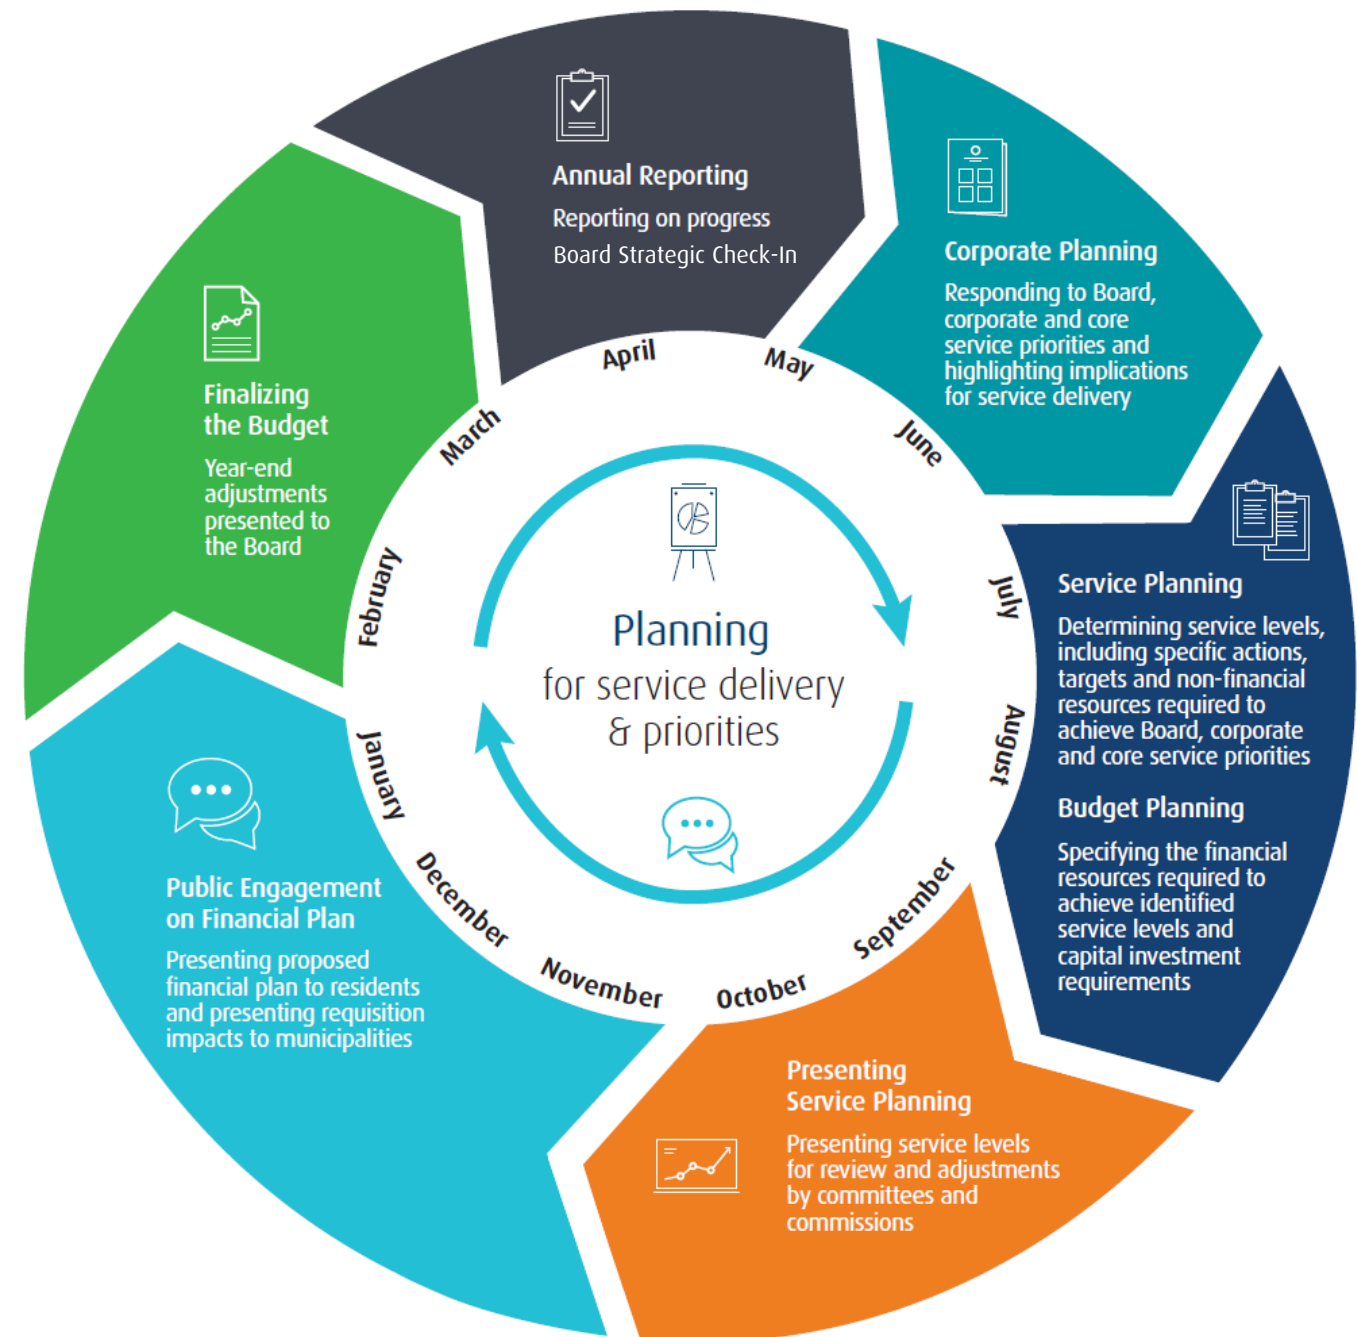 Annual Reporting
Reporting on progress
Board Strategic Check-In
Corporate Planning
Responding to Board,
corporate and core
service priorities and
highlighting implications
for service delivery
Service Planning
Determining service levels,
including specific actions,
targets and non-financial
resources required to
achieve Board, corporate
and core service priorities
Budget Planning
Specifying the financial
resources required to
achieve identified
service levels and
capital investment
requirements
Presenting
Service Planning
Presenting service levels
for review and adjustments
by committees and
commissions
Public Engagement
on Financial Plan
Presenting proposed
financial plan to residents
and presenting requisition
impacts to municipalities
Finalizing
the Budget
Year-end
adjustments
presented to
the Board
January
February
March
April
May
June
July
August
September
October
November
December
Planning
for service delivery
& priorities